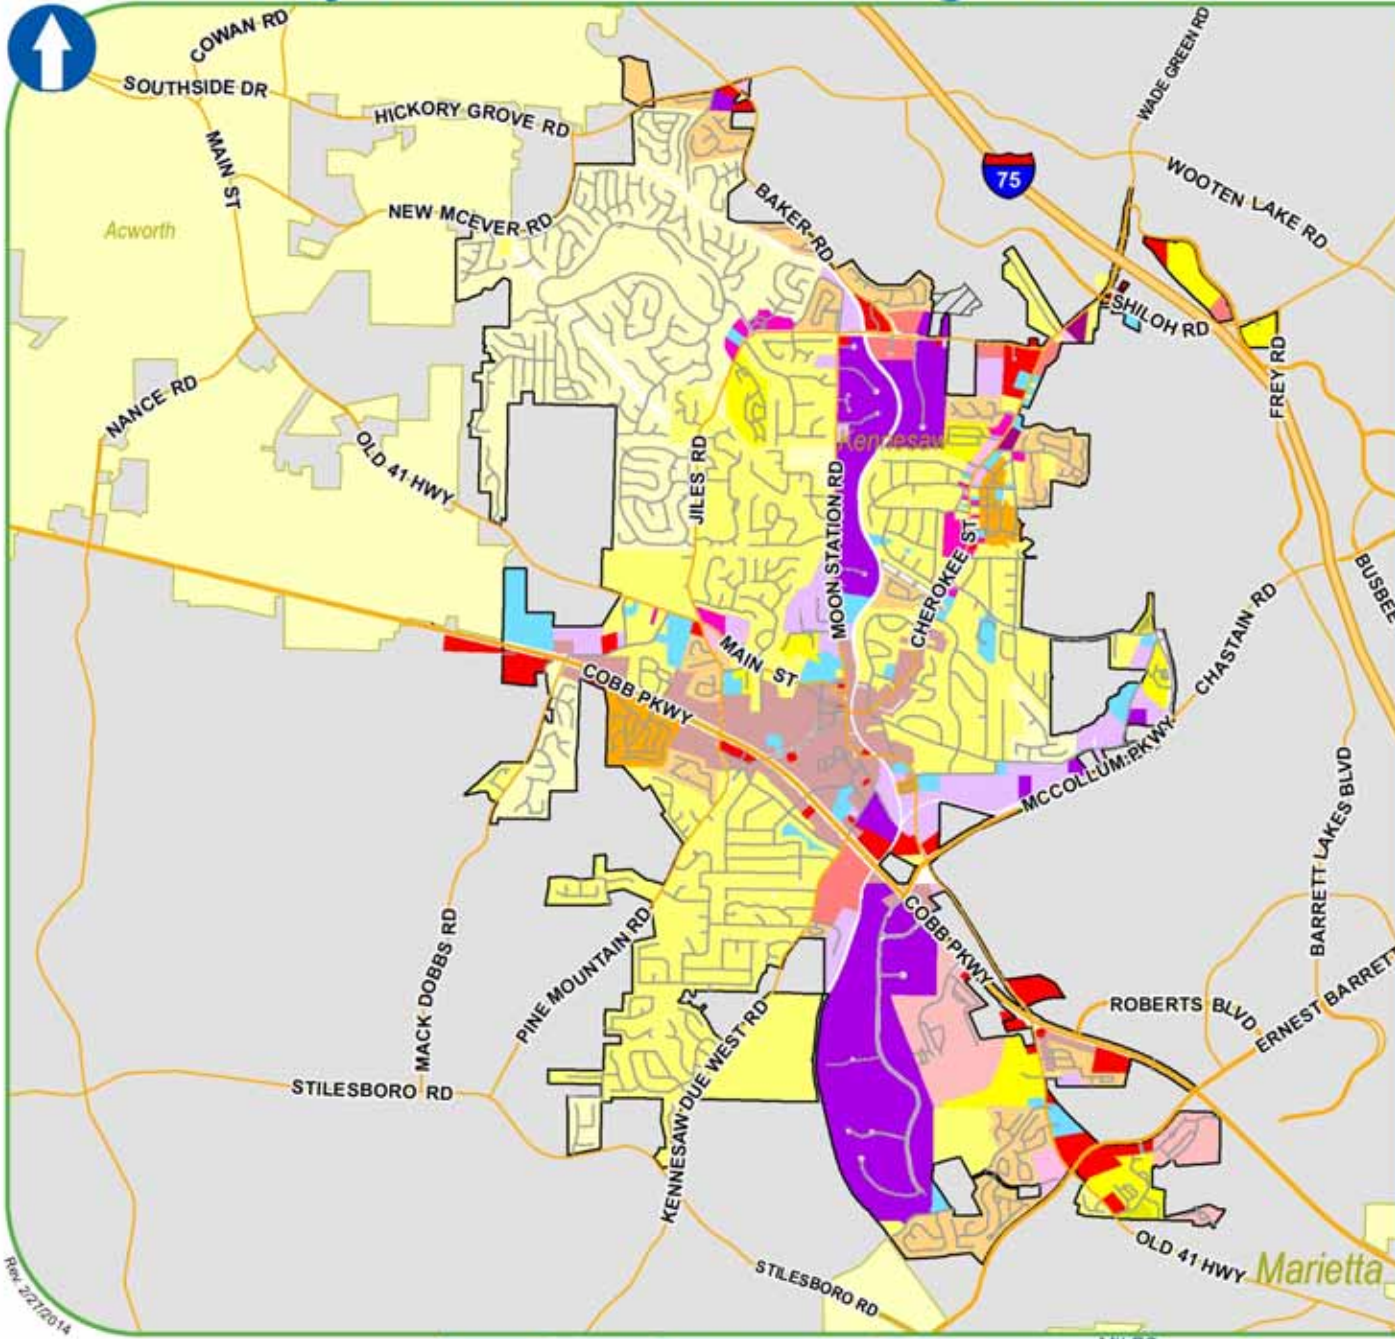 COWAN RD
SOUTHSIDE DR
HICKORY GROVE RD
MAIN ST
NEW MCEVER RD
Acworth
WADE GREEN RD
75
WOOTEN LAKE RD
BAKER RD
SHILOH RD
FREY RD
NANCE RD
OLD 41 HWY
JILES RD
Kennesaw
MOON STATION RD
CHEROKEE ST
BUSBEE
CHASTAIN RD
MAIN ST
COBB PKWY
MCCOLLUM PKWY
BARRETT LAKES BLVD
MACK DOBBS RD
PINE MOUNTAIN RD
COBB PKWY
ROBERTS BLVD
ERNEST BARRETT
STILESBORO RD
KENNESAW DUE WEST RD
STILESBORO RD
OLD 41 HWY
Marietta
Rev. 2/27/2014